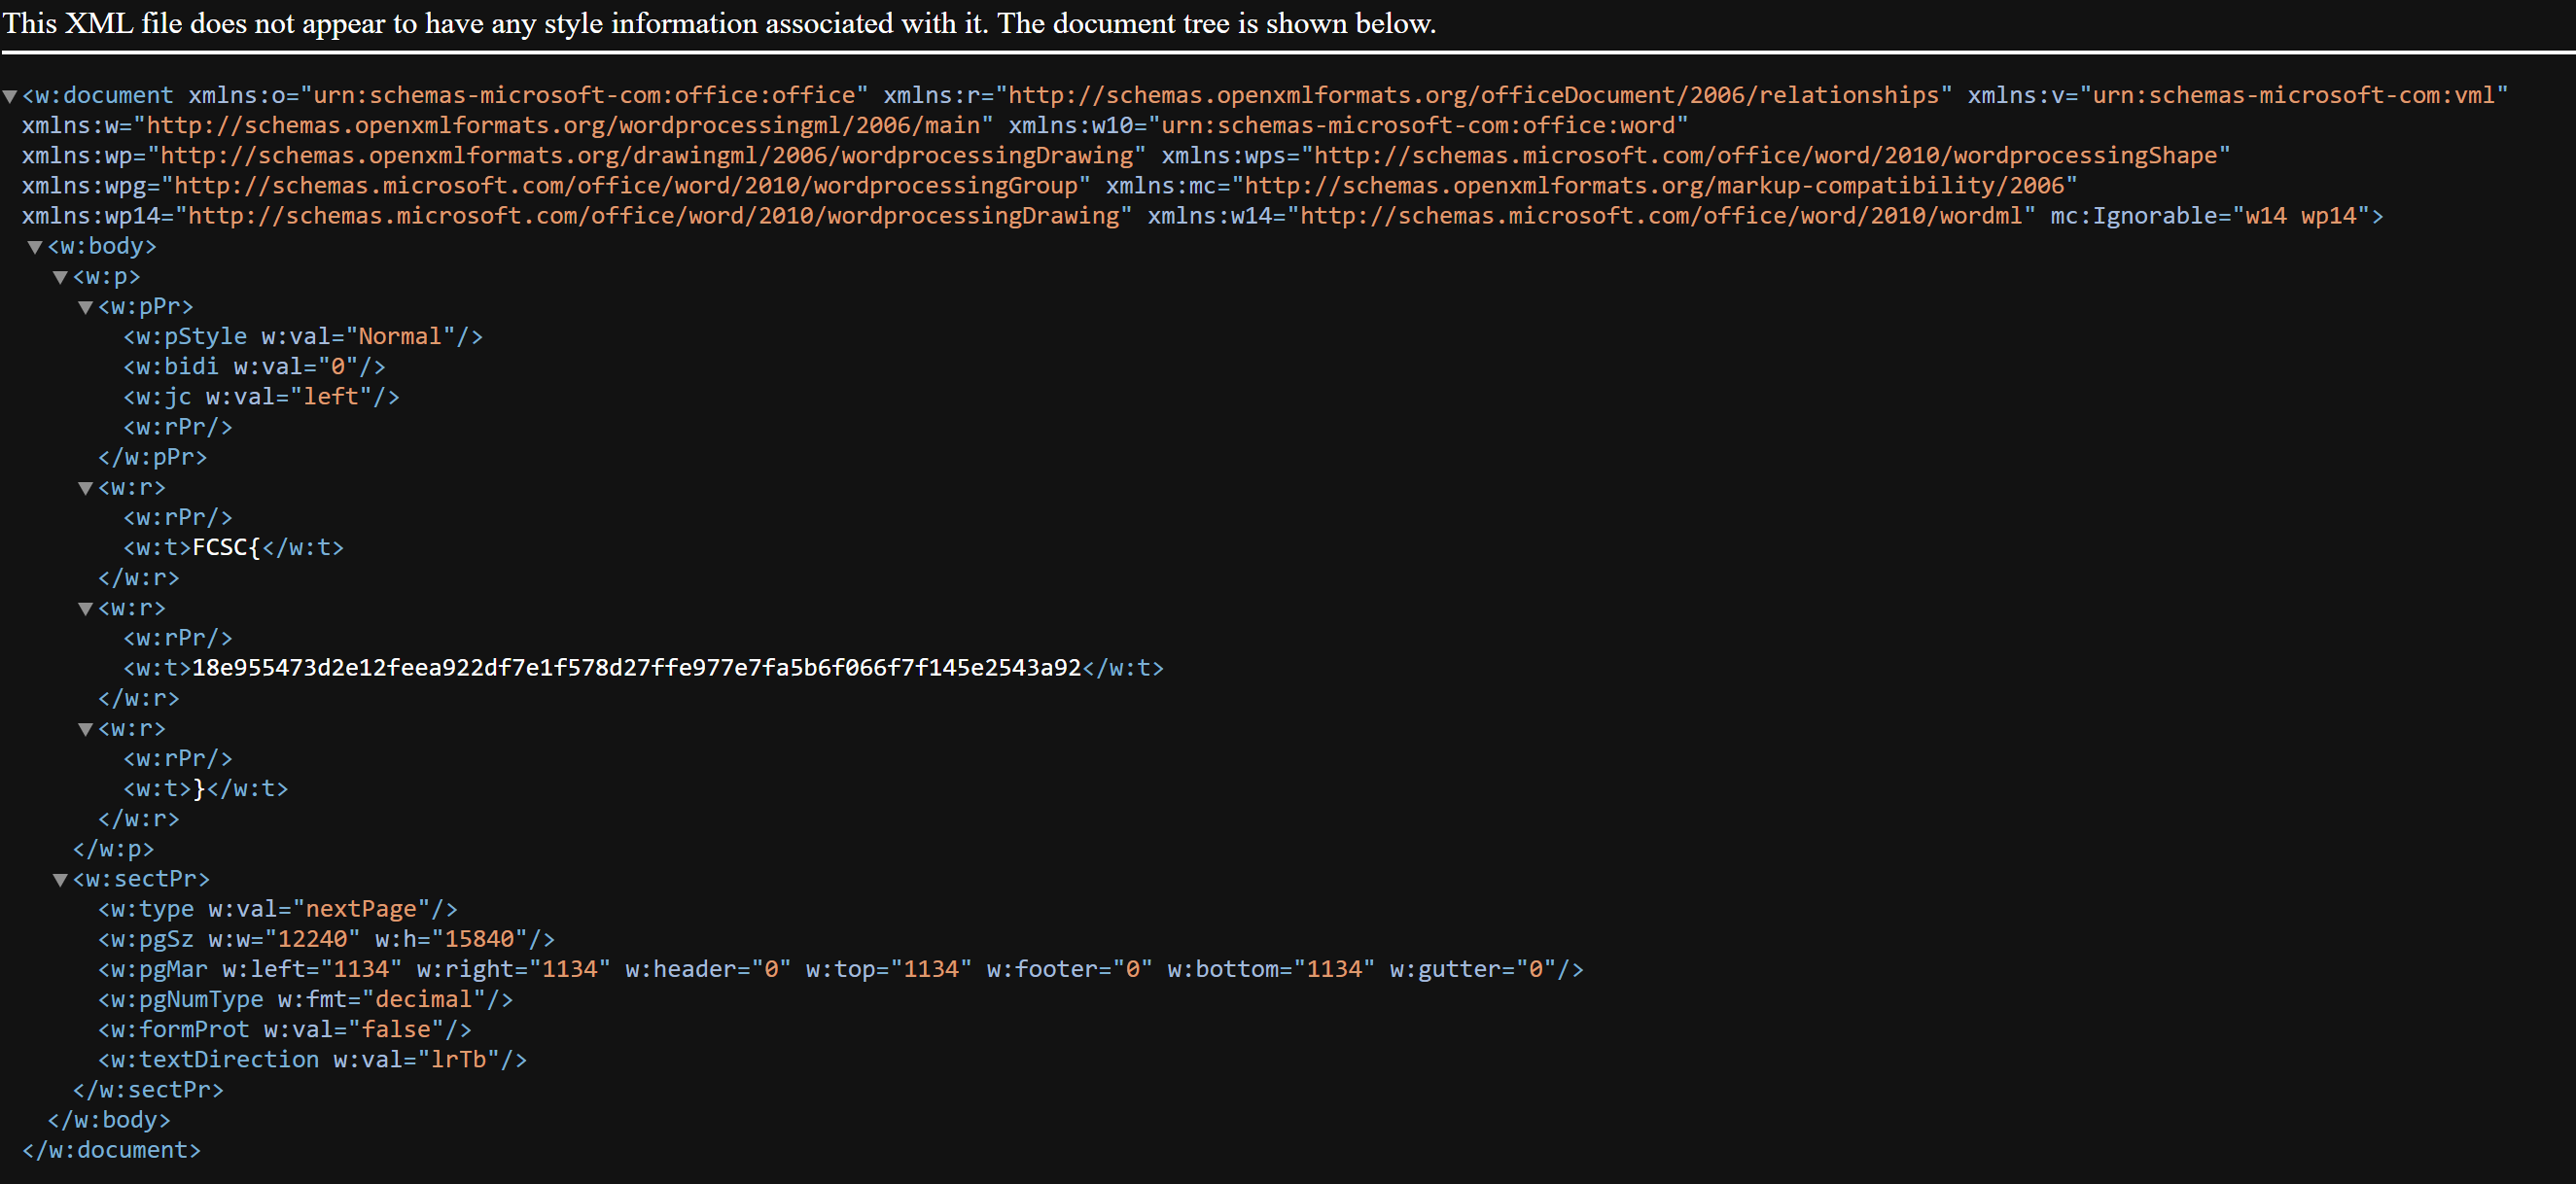 This XML file does not appear to have any style information associated with it. The document tree is shown below.
▼<w:document xmlns:o="urn:schemas-microsoft-com:office:office" xmlns:r="http://schemas.openxmlformats.org/officeDocument/2006/relationships" xmlns:v="urn:schemas-microsoft-com:vml"
xmlns:w="http://schemas.openxmlformats.org/wordprocessingml/2006/main" xmlns:w10="urn:schemas-microsoft-com:office:word"
xmlns:wp="http://schemas.openxmlformats.org/drawingml/2006/wordprocessingDrawing" xmlns:wps="http://schemas.microsoft.com/office/word/2010/wordprocessingShape"
xmlns:wpg="http://schemas.microsoft.com/office/word/2010/wordprocessingGroup" xmlns:mc="http://schemas.openxmlformats.org/markup-compatibility/2006"
xmlns:wp14="http://schemas.microsoft.com/office/word/2010/wordprocessingDrawing" xmlns:w14="http://schemas.microsoft.com/office/word/2010/wordml" mc:Ignorable="w14 wp14">
▼<w:body>
▼<w:p>
▼<w:pPr>
<w:pStyle w:val="Normal"/>
<w:bidi w:val="0"/>
<w:jc w:val="left"/>
<w:rPr/>
</w:pPr>
▼<w:r>
<w:rPr/>
<w:t>FCSC{</w:t>
</w:r>
▼<w:r>
<w:rPr/>
<w:t>18e955473d2e12feea922df7e1f578d27ffe977e7fa5b6f066f7f145e2543a92</w:t>
</w:r>
▼<w:r>
<w:rPr/>
<w:t>}</w:t>
</w:r>
</w:p>
▼<w:sectPr>
<w:type w:val="nextPage"/>
<w:pgSz w:w="12240" w:h="15840"/>
<w:pgMar w:left="1134" w:right="1134" w:header="0" w:top="1134" w:footer="0" w:bottom="1134" w:gutter="0"/>
<w:pgNumType w:fmt="decimal"/>
<w:formProt w:val="false"/>
<w:textDirection w:val="lrTb"/>
</w:sectPr>
</w:body>
</w:document>